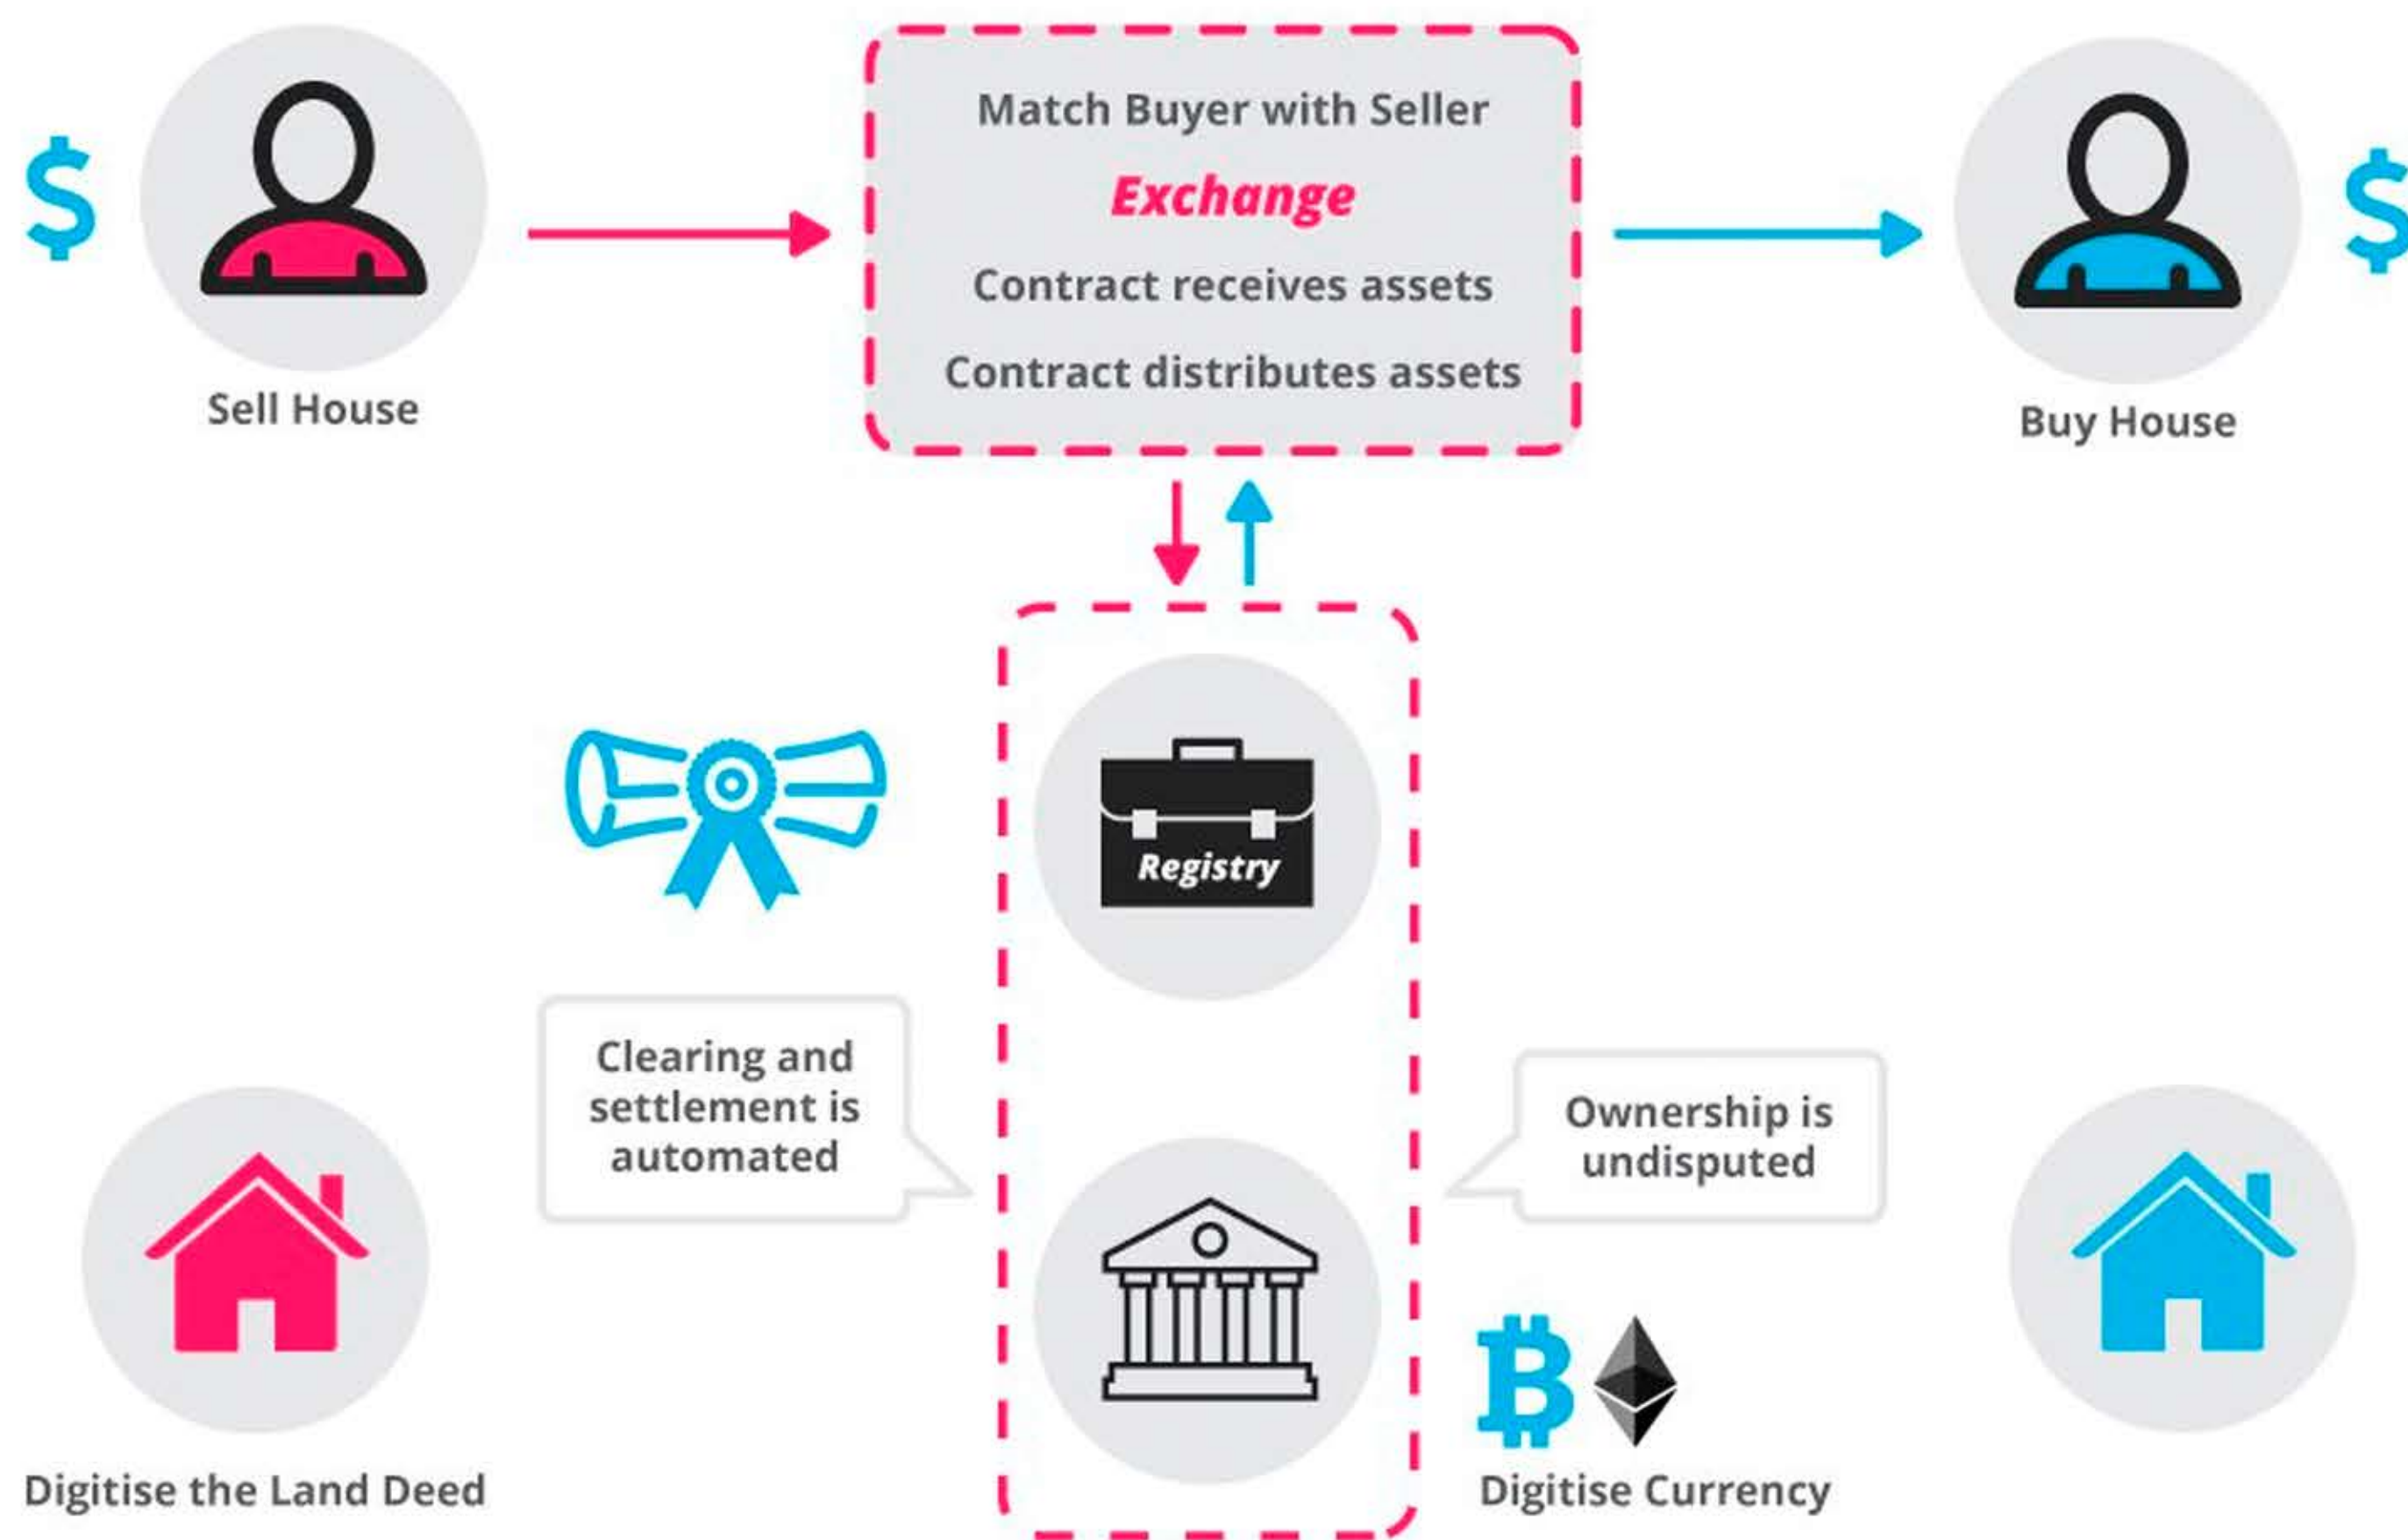 $
$
Match Buyer with Seller
Exchange
Contract receives assets
Contract distributes assets
Sell House
Buy House
Registry
Clearing and
settlement is
automated
Ownership is
undisputed
Digitise the Land Deed
Digitise Currency